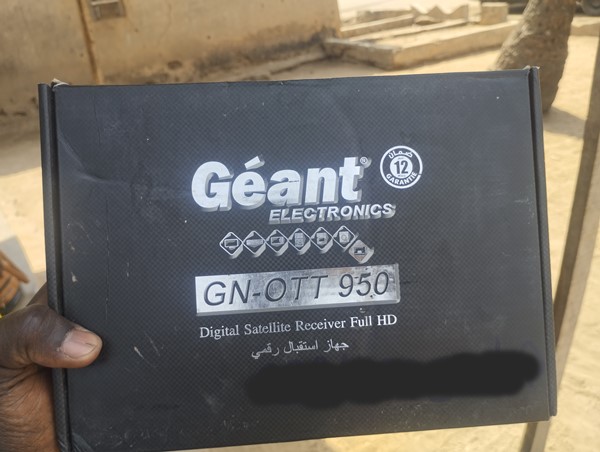 Géant®
ELECTRONICS
ضمان
12
GARANTIE
GN-OTT 950
Digital Satellite Receiver Full HD
جهاز استقبال رقمي